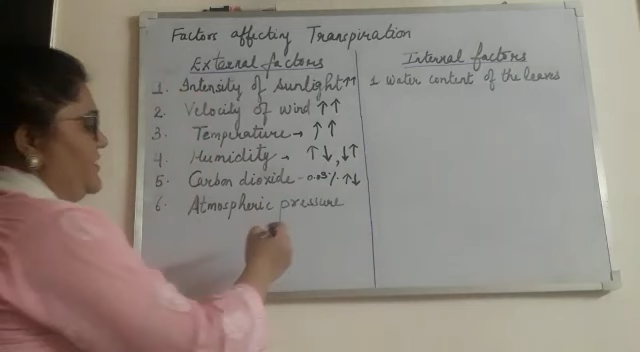 Factors affecting Transpiration
External factors
1. Intensity of sunlight ↑↑
2. Velocity of wind ↑↑
3. Temperature → ↑↑
4. Humidity → ↑↓, ↓↑
5. Carbon dioxide - 0.03% ↑↓
6. Atmospheric pressure
Internal factors
1 Water content of the leaves